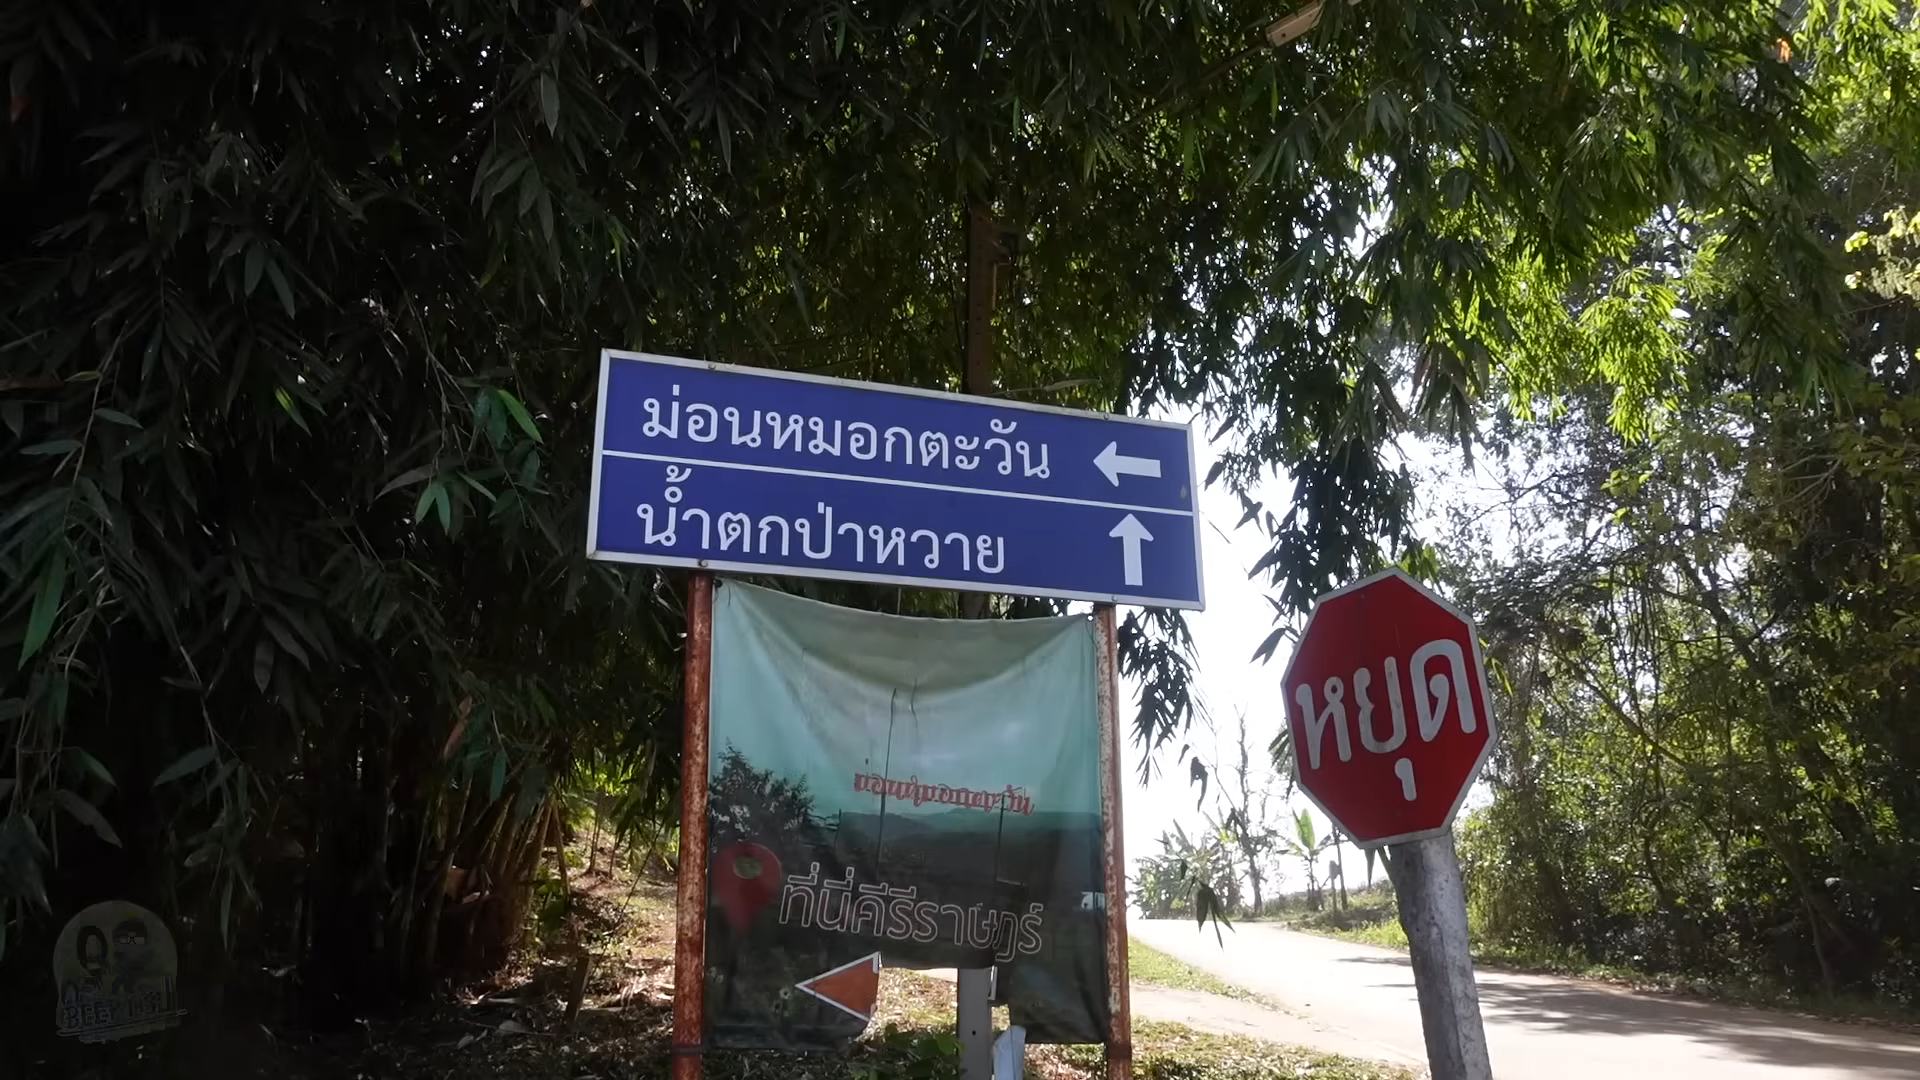 ม่อนหมอกตะวัน
น้ำตกป่าหวาย
หยุด
ม่อนหมอกตะวัน
ที่นี่คีรีราษฎร์